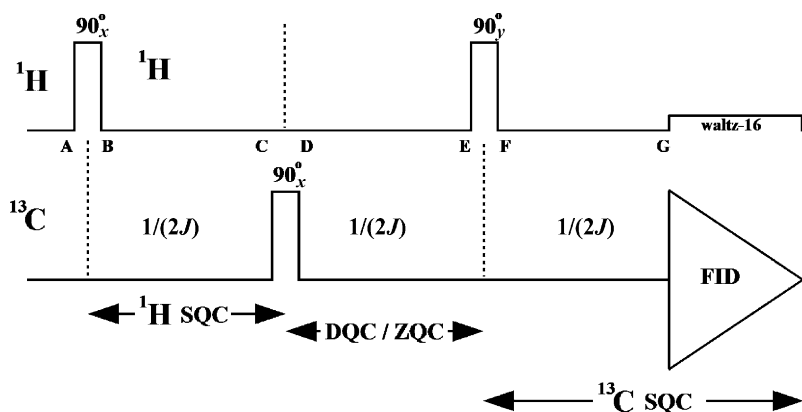 90°x 90°y
¹H ¹H
waltz-16
A B C D E F G
90°x
¹³C 1/(2J) 1/(2J) 1/(2J)
FID
¹H SQC
DQC / ZQC
¹³C SQC